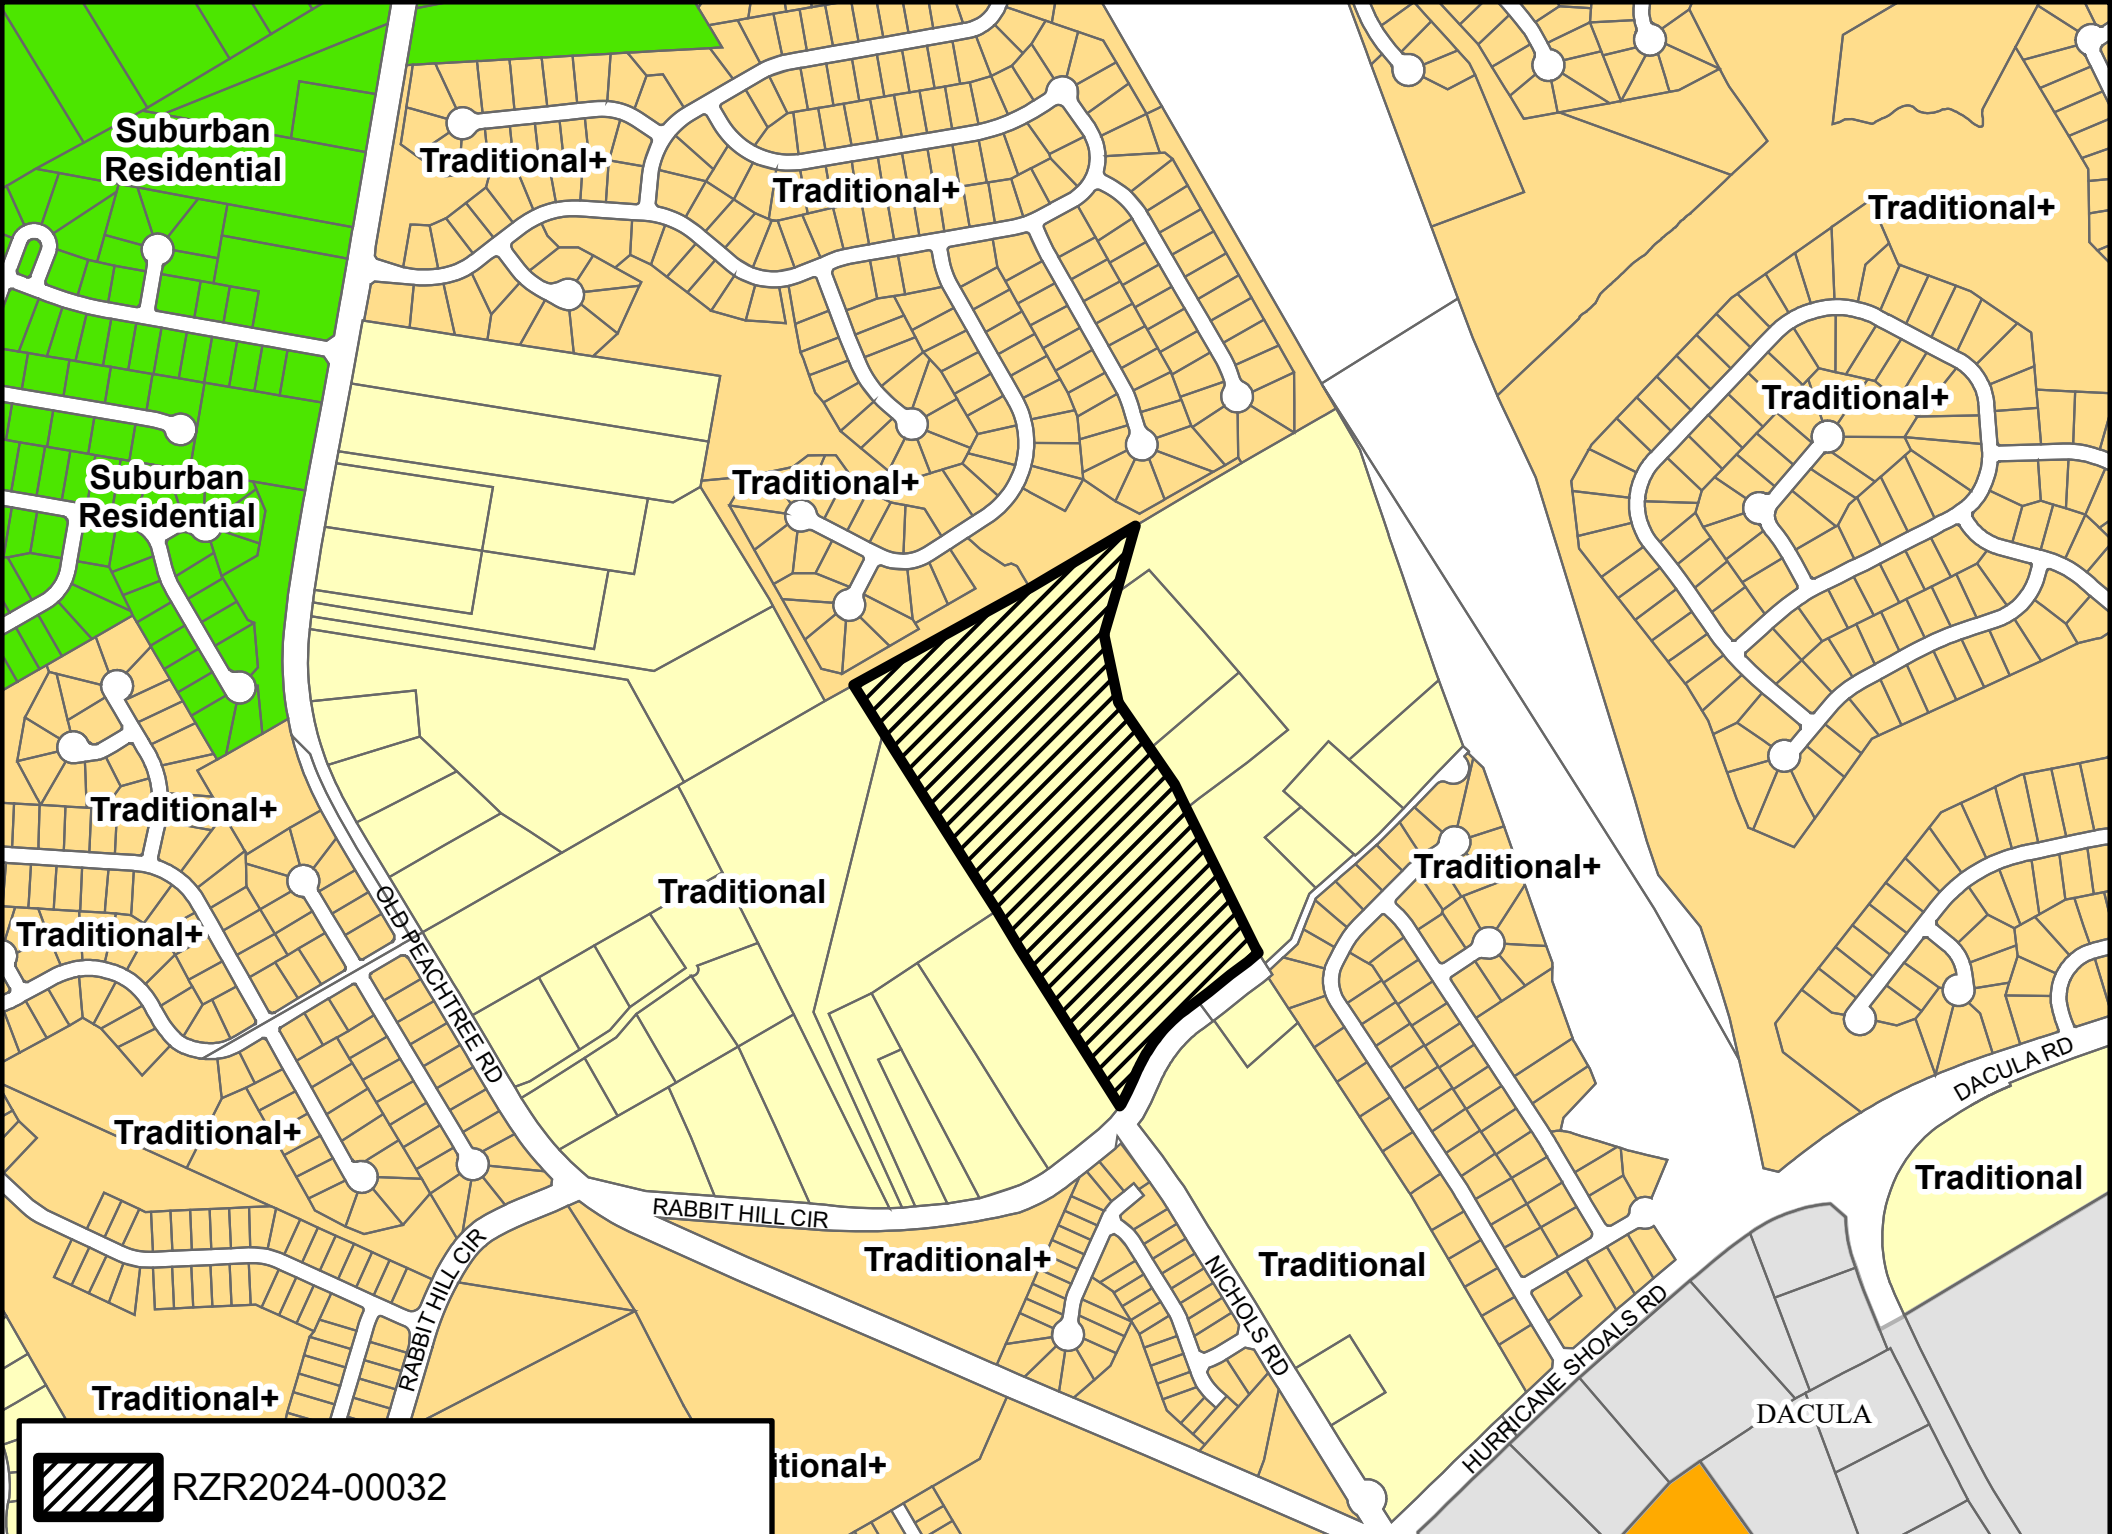 Suburban
Residential
Traditional+
Traditional+
Traditional+
Traditional+
Suburban
Residential
Traditional+
Traditional+
Traditional
Traditional+
Traditional+
OLD PEACHTREE RD
DACULA RD
Traditional+
Traditional
RABBIT HILL CIR
RABBIT HILL CIR
Traditional+
NICHOLS RD
Traditional
HURRICANE SHOALS RD
Traditional+
DACULA
itional+
RZR2024-00032